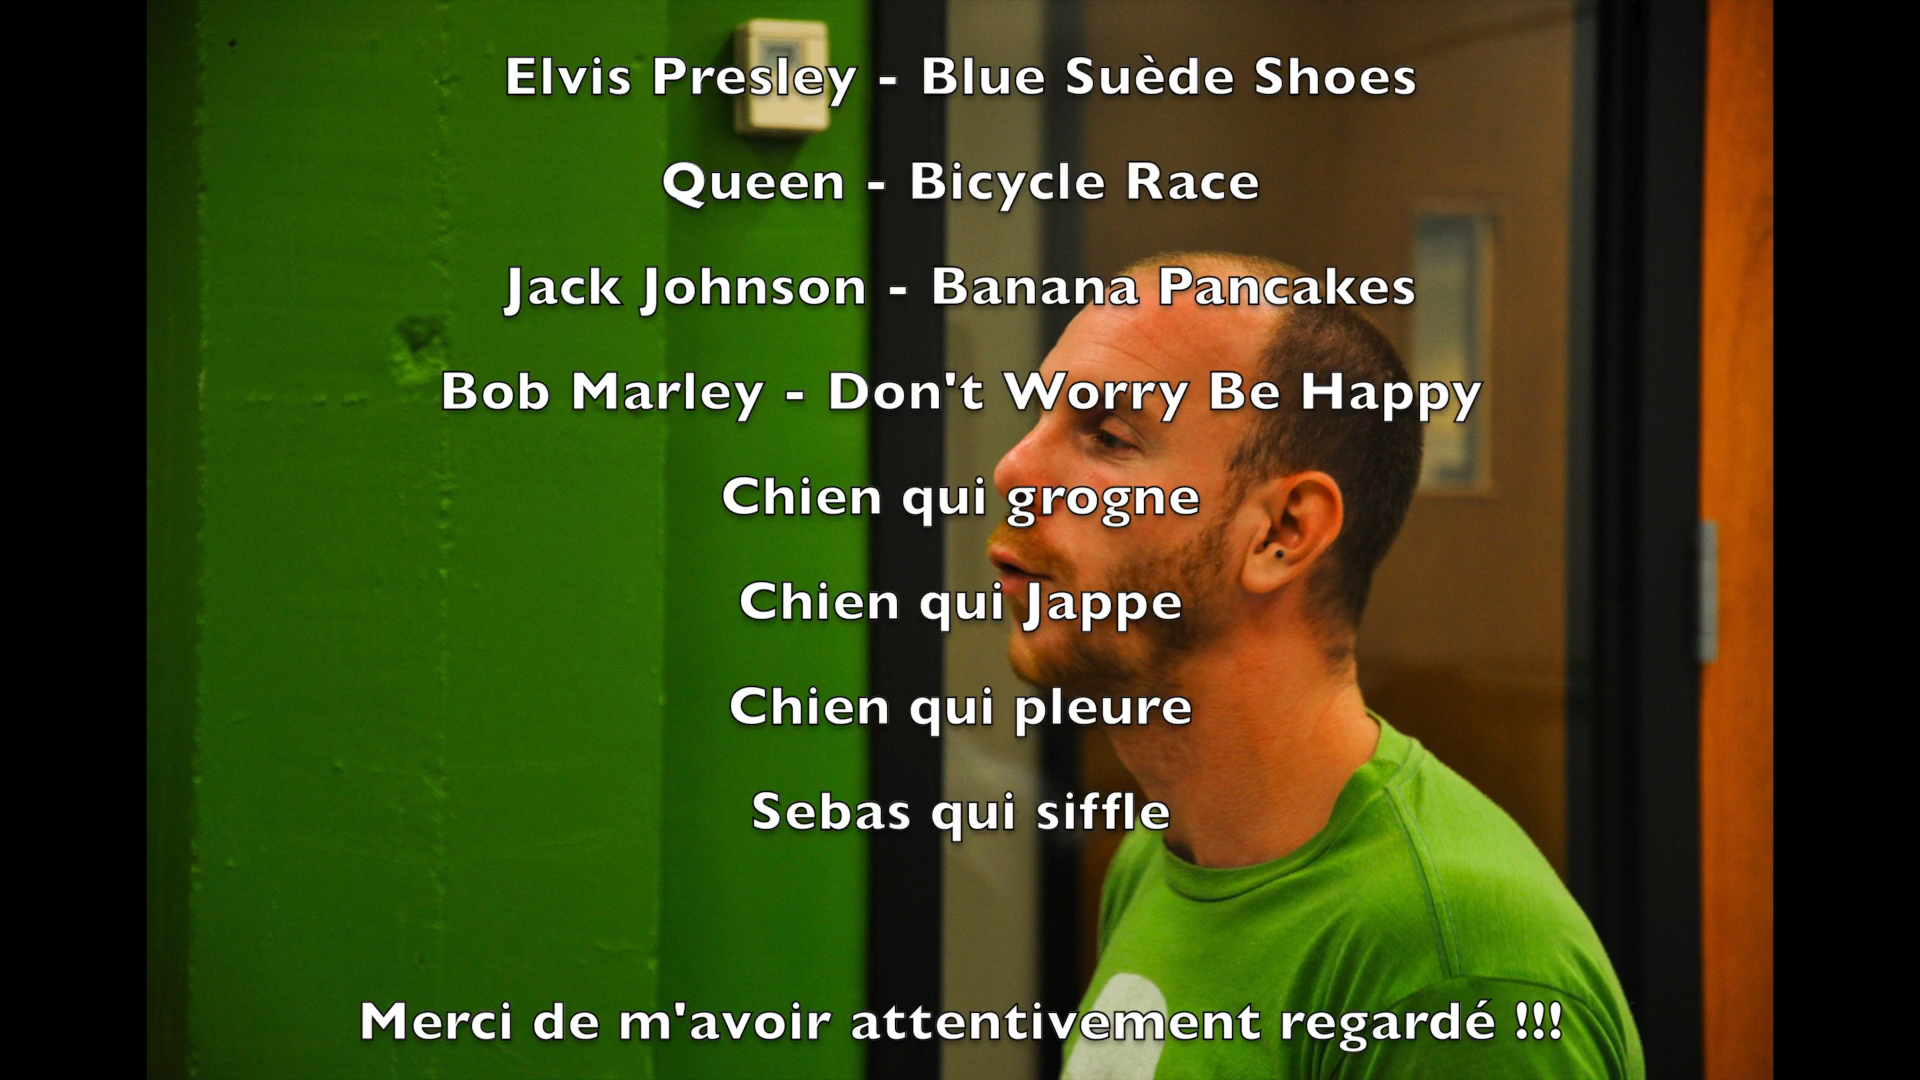 Elvis Presley - Blue Suède Shoes
Queen - Bicycle Race
Jack Johnson - Banana Pancakes
Bob Marley - Don't Worry Be Happy
Chien qui grogne
Chien qui Jappe
Chien qui pleure
Sebas qui siffle
Merci de m'avoir attentivement regardé !!!